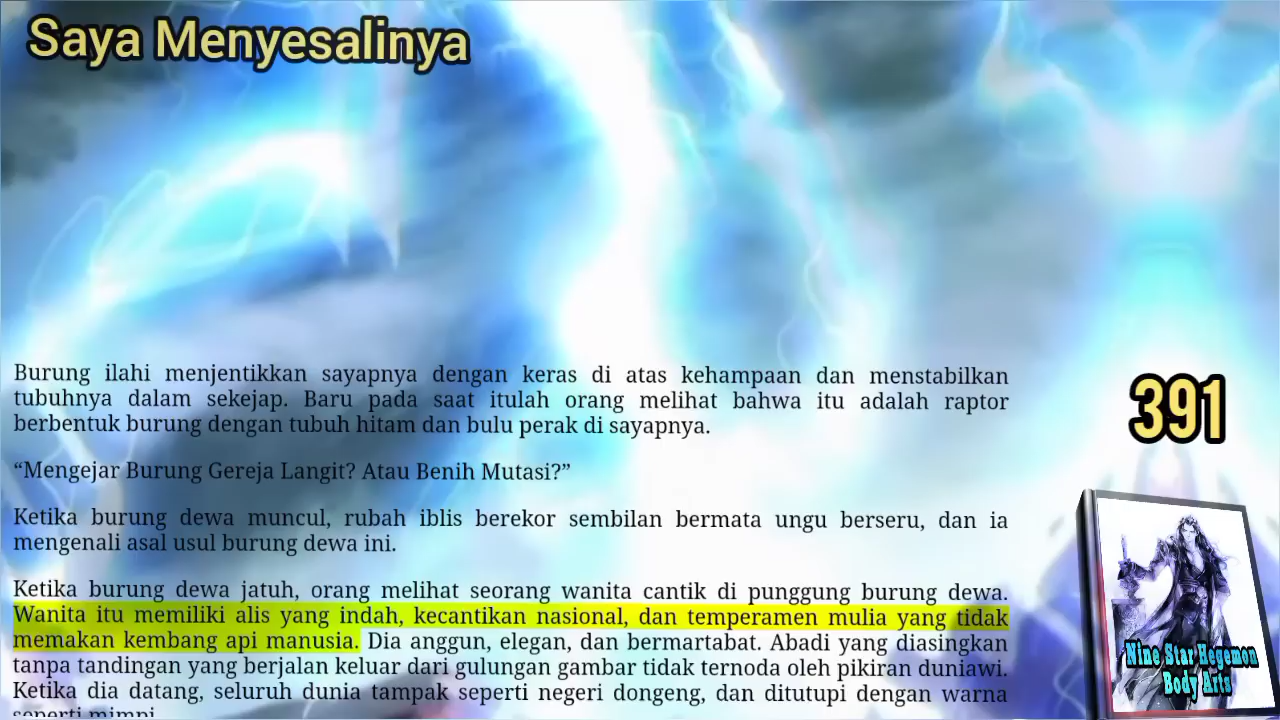 Saya Menyesalinya
Burung ilahi menjentikkan sayapnya dengan keras di atas kehampaan dan menstabilkan
tubuhnya dalam sekejap. Baru pada saat itulah orang melihat bahwa itu adalah raptor
berbentuk burung dengan tubuh hitam dan bulu perak di sayapnya.
“Mengejar Burung Gereja Langit? Atau Benih Mutasi?”
Ketika burung dewa muncul, rubah iblis berekor sembilan bermata ungu berseru, dan ia
mengenali asal usul burung dewa ini.
Ketika burung dewa jatuh, orang melihat seorang wanita cantik di punggung burung dewa.
Wanita itu memiliki alis yang indah, kecantikan nasional, dan temperamen mulia yang tidak
memakan kembang api manusia. Dia anggun, elegan, dan bermartabat. Abadi yang diasingkan
tanpa tandingan yang berjalan keluar dari gulungan gambar tidak ternoda oleh pikiran duniawi.
Ketika dia datang, seluruh dunia tampak seperti negeri dongeng, dan ditutupi dengan warna
seperti mimpi.
391
Nine Star Hegemon
Body Arts